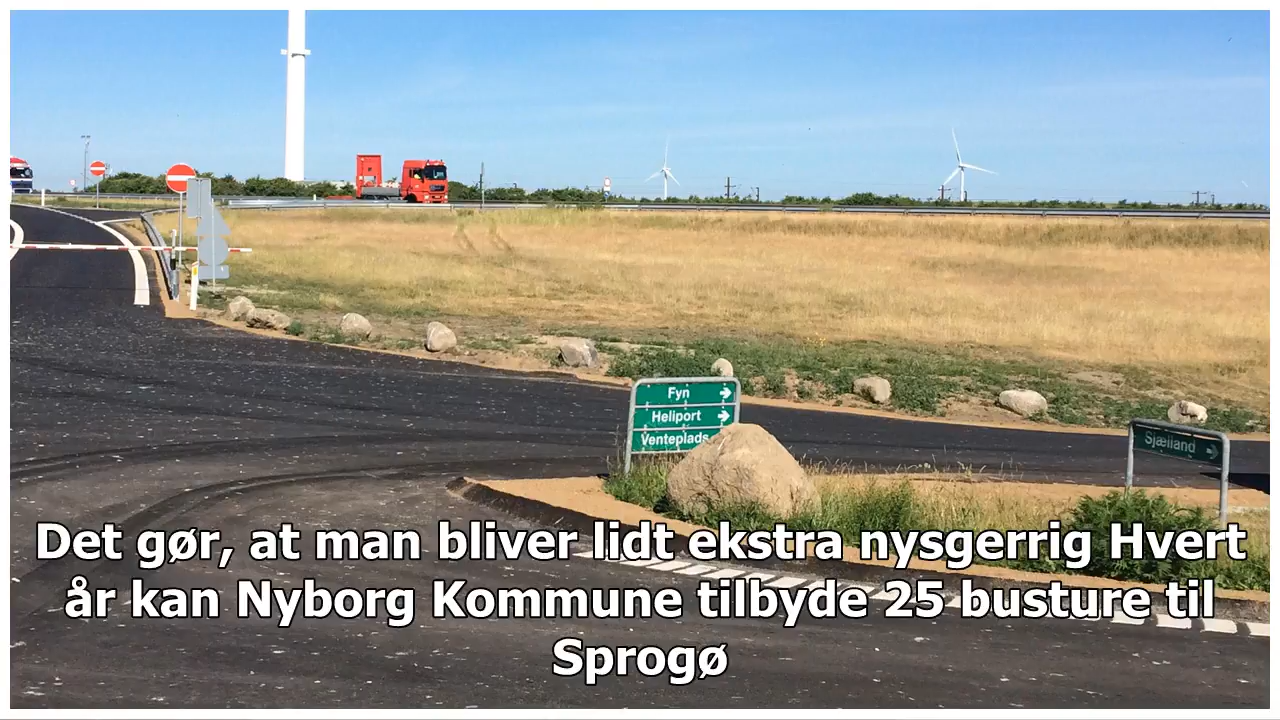 Fyn
Heliport
Venteplads
Sjælland
Det gør, at man bliver lidt ekstra nysgerrig Hvert
år kan Nyborg Kommune tilbyde 25 busture til
Sprogø